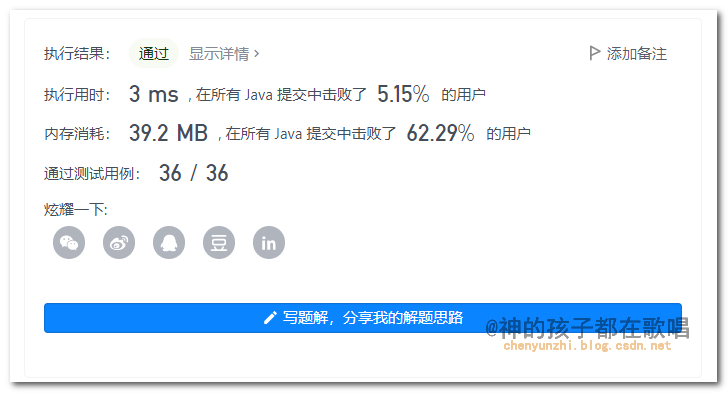 执行结果： 通过 显示详情 › 添加备注
执行用时： 3 ms , 在所有 Java 提交中击败了 5.15% 的用户
内存消耗： 39.2 MB , 在所有 Java 提交中击败了 62.29% 的用户
通过测试用例： 36 / 36
炫耀一下:
豆 in
写题解，分享我的解题思路
@神的孩子都在歌唱
chenyunzhi.blog.csdn.net